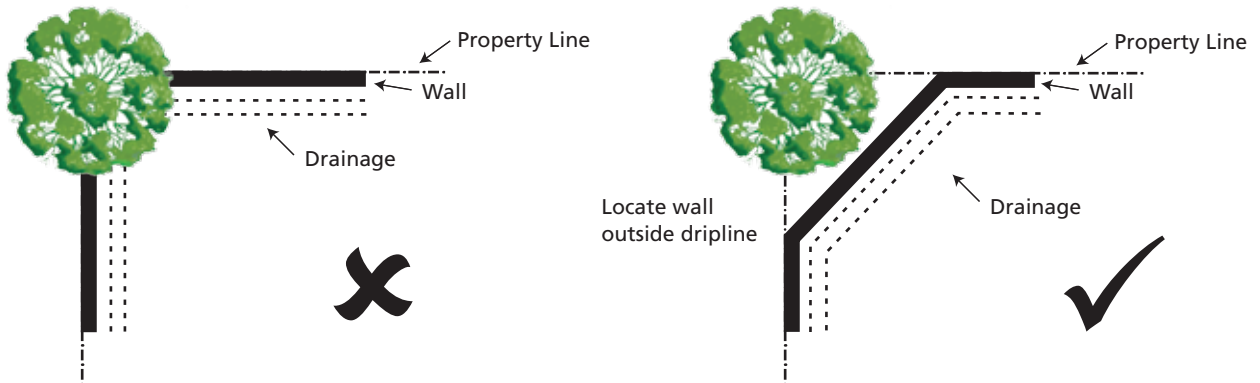 Property Line
Wall
Drainage
Property Line
Wall
Locate wall
outside dripline
Drainage